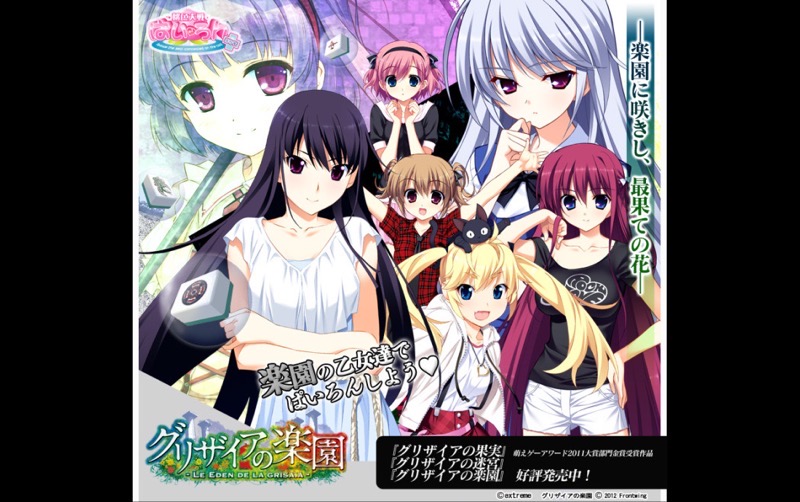 雀巨大戦
ぱいろん
―楽園に咲きし、最果ての花―
楽園の乙女達で
ぱいろんしよう♡
グリザイアの楽園
- LE EDEN DE LA GRISAIA -
『グリザイアの果実』 萌えゲーアワード2011大賞部門金賞受賞作品
『グリザイアの迷宮』
『グリザイアの楽園』 好評発売中！
©extreme グリザイアの楽園 © 2012 Frontwing